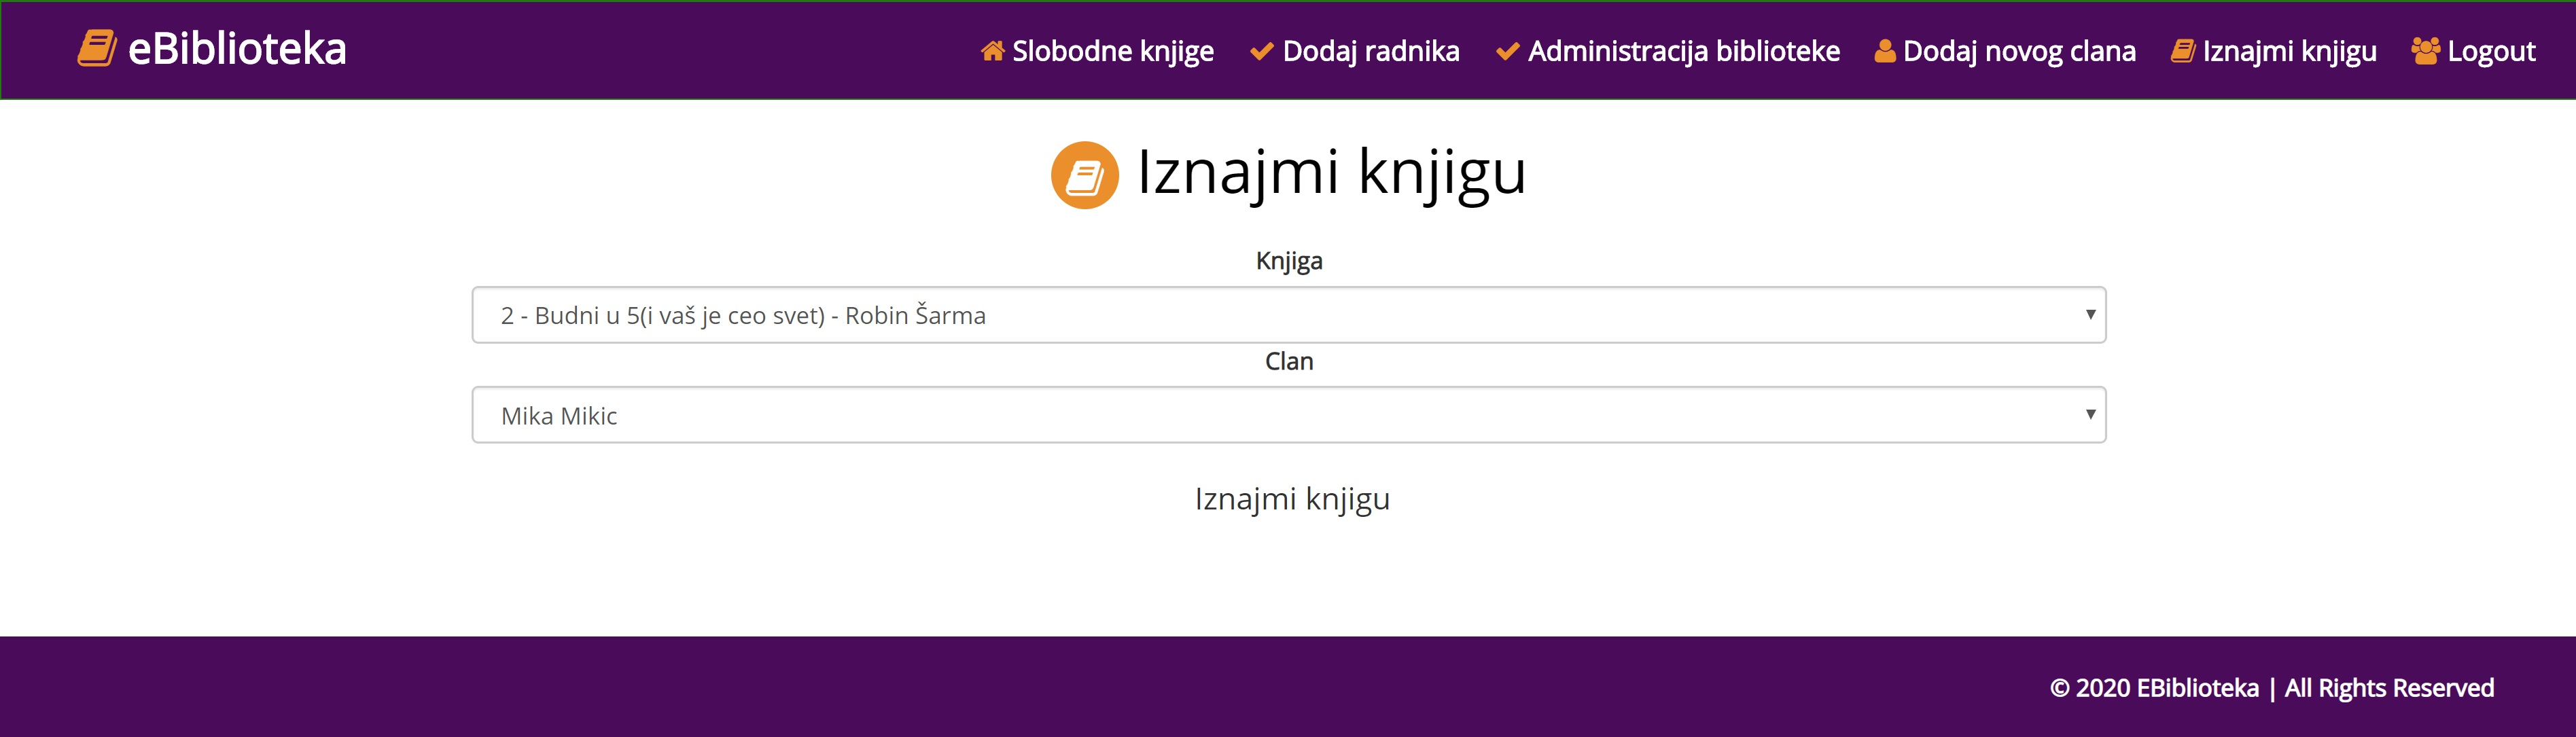 eBiblioteka
Slobodne knjige Dodaj radnika Administracija biblioteke Dodaj novog clana Iznajmi knjigu Logout
Iznajmi knjigu
Knjiga
2 - Budni u 5(i vaš je ceo svet) - Robin Šarma
Clan
Mika Mikic
Iznajmi knjigu
© 2020 EBiblioteka | All Rights Reserved